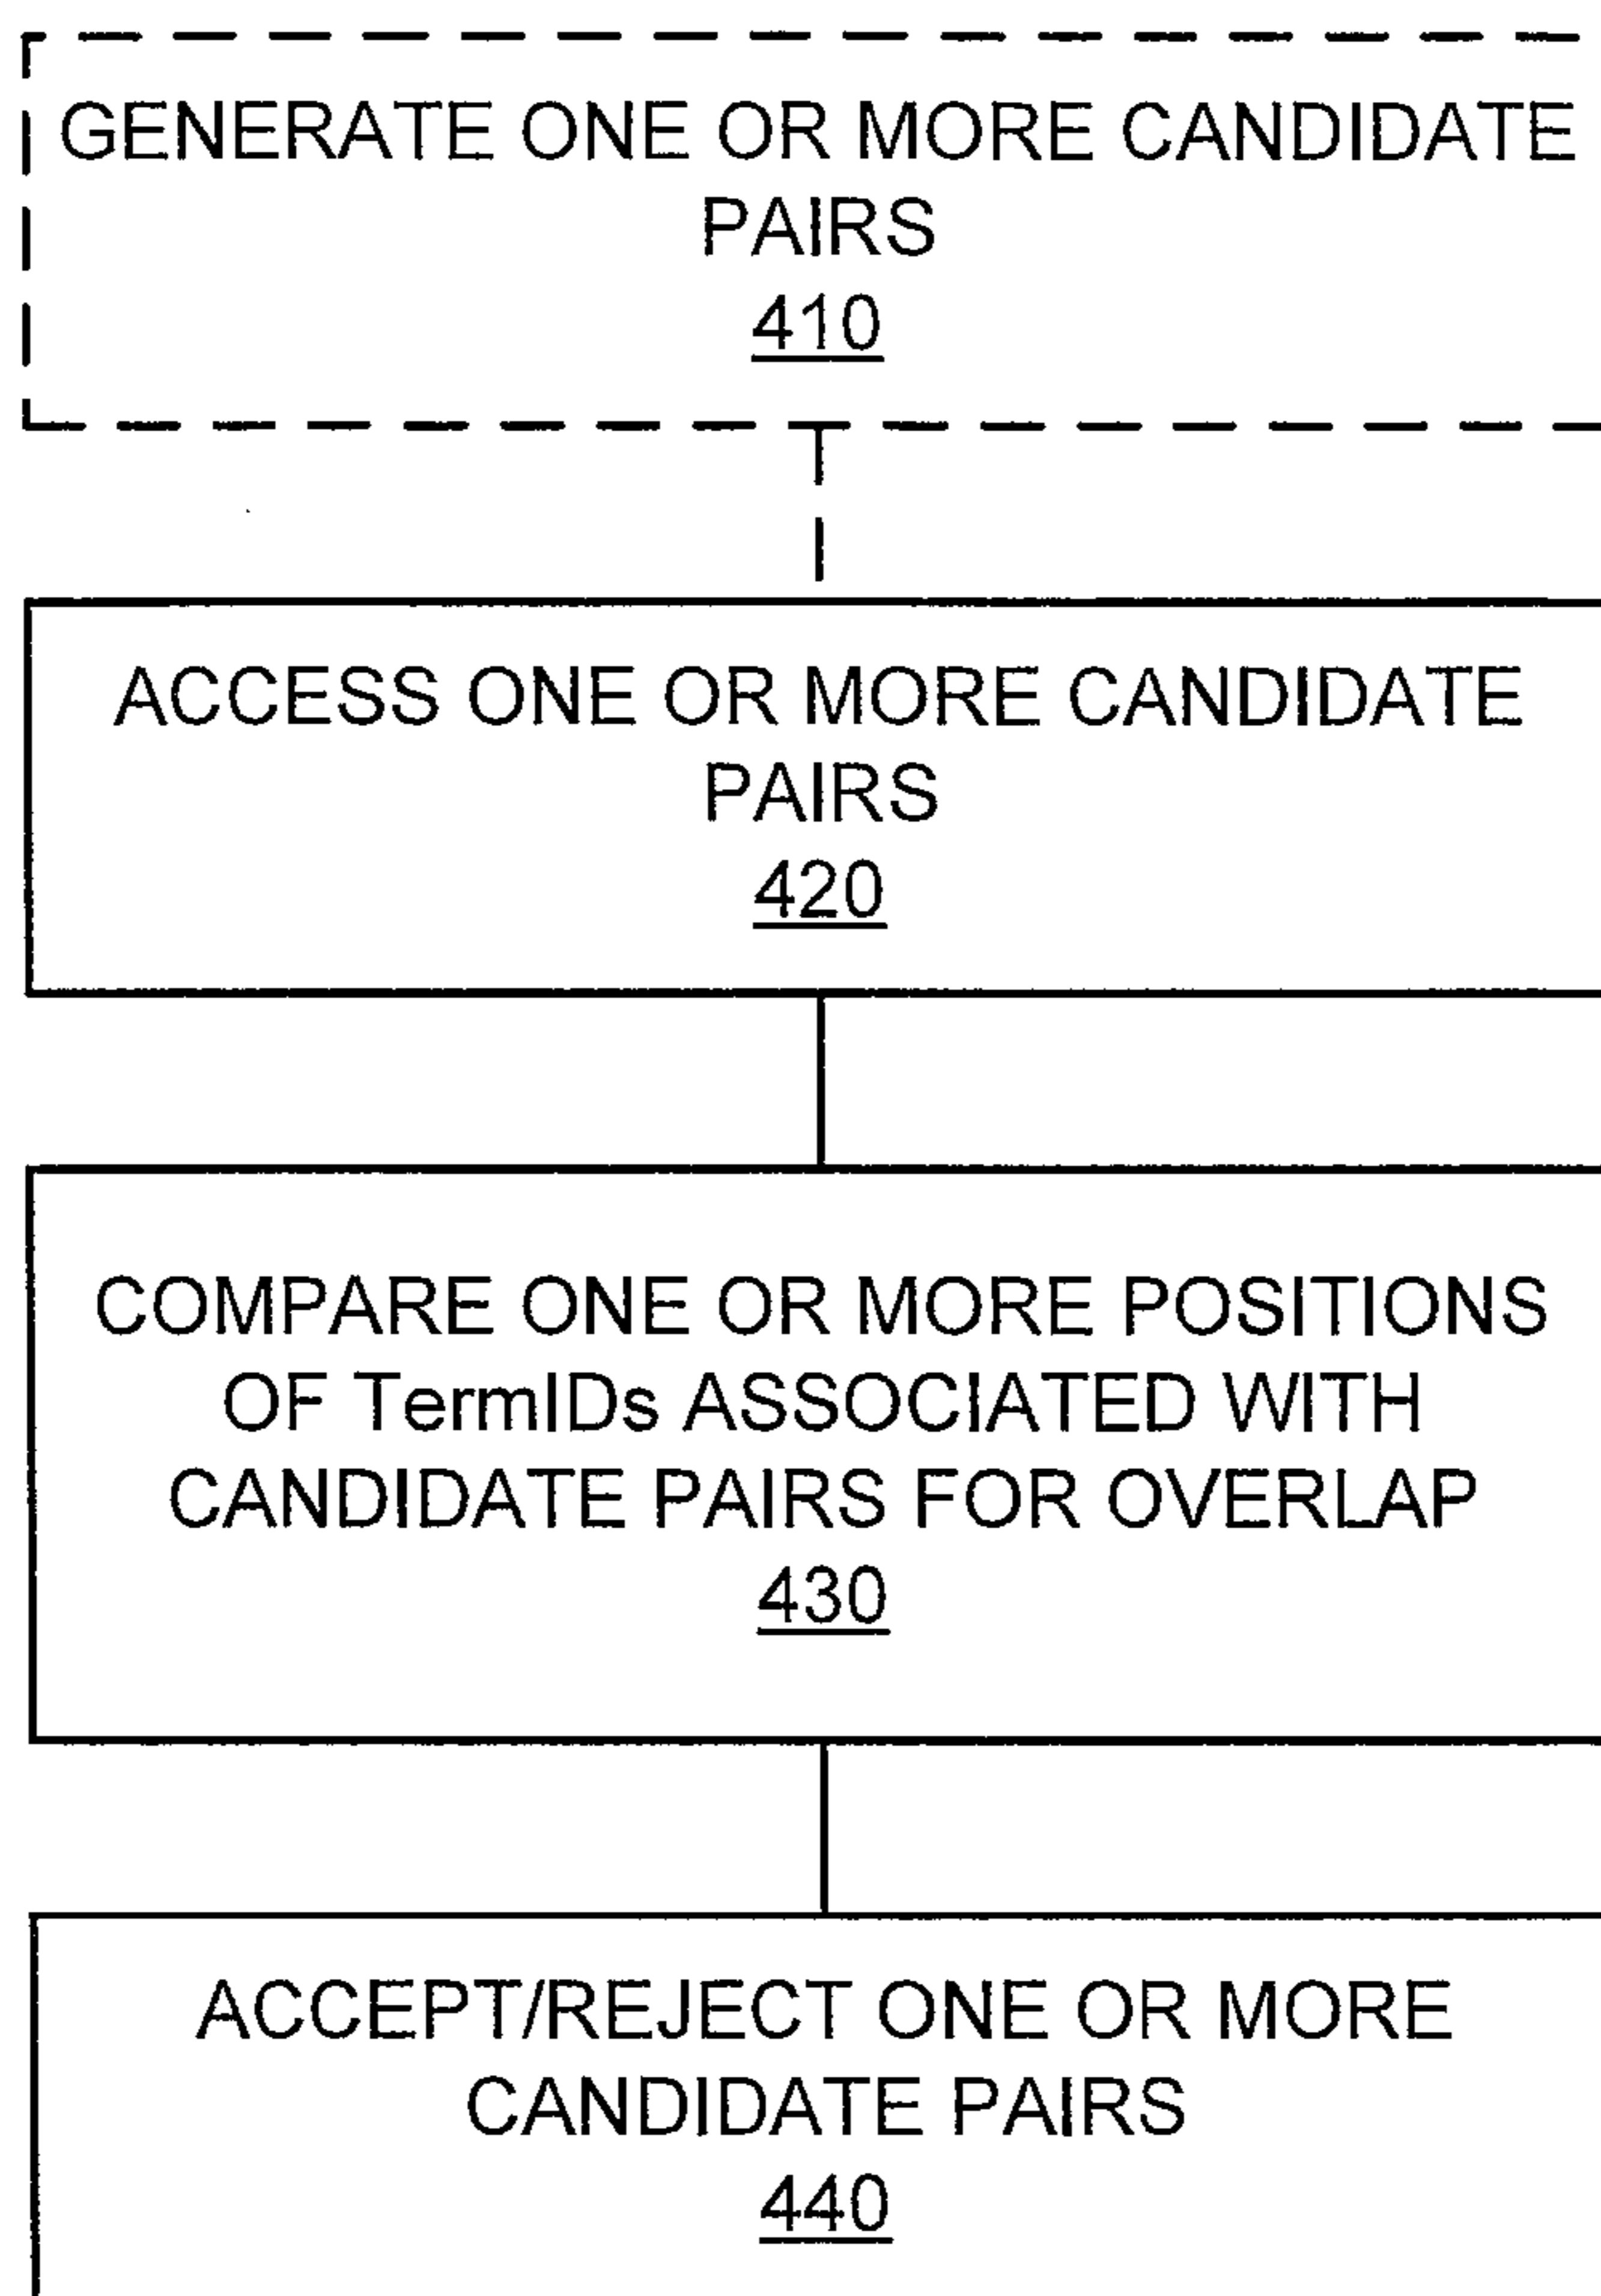 GENERATE ONE OR MORE CANDIDATE
PAIRS
410
ACCESS ONE OR MORE CANDIDATE
PAIRS
420
COMPARE ONE OR MORE POSITIONS
OF TermIDs ASSOCIATED WITH
CANDIDATE PAIRS FOR OVERLAP
430
ACCEPT/REJECT ONE OR MORE
CANDIDATE PAIRS
440